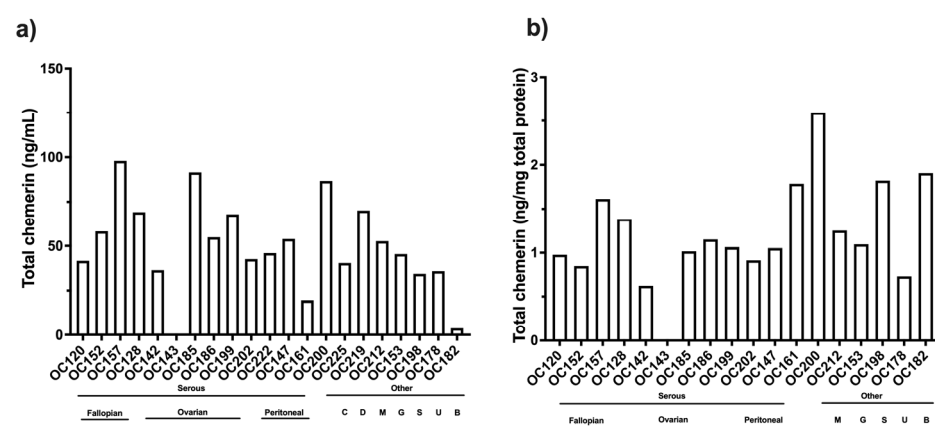 a)
Total chemerin (ng/mL)
150
100
50
0
OC120 OC152 OC157 OC128 OC142 OC143 OC185 OC186 OC199 OC202 OC222 OC147 OC161 OC200 OC225 OC219 OC212 OC153 OC198 OC178 OC182
Serous Other
Fallopian Ovarian Peritoneal C D M G S U B
b)
Total chemerin (ng/mg total protein)
3
2
1
0
OC120 OC152 OC157 OC128 OC142 OC143 OC185 OC186 OC199 OC202 OC147 OC161 OC200 OC212 OC153 OC198 OC178 OC182
Serous Other
Fallopian Ovarian Peritoneal M G S U B